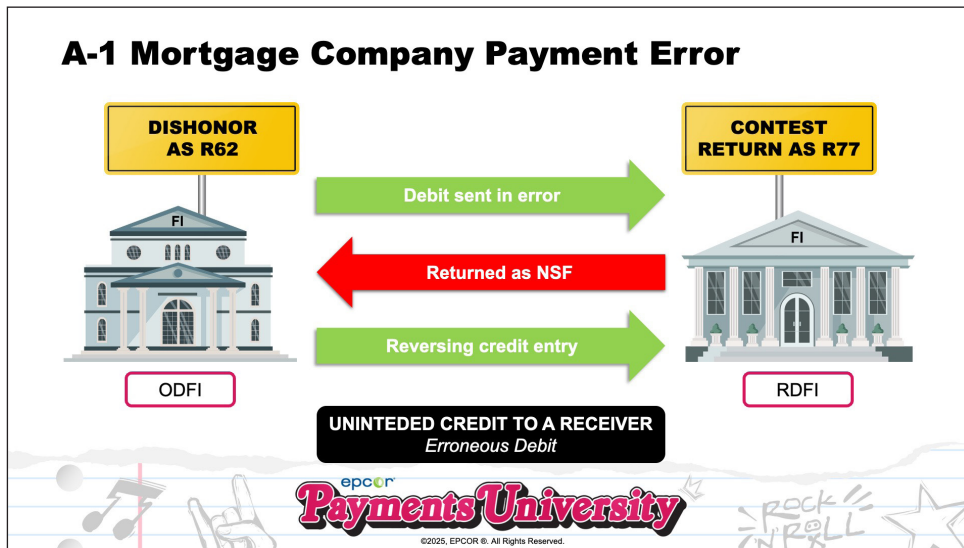 A-1 Mortgage Company Payment Error
DISHONOR
AS R62
CONTEST
RETURN AS R77
Debit sent in error
FI
FI
Returned as NSF
Reversing credit entry
ODFI
RDFI
UNINTEDED CREDIT TO A RECEIVER
Erroneous Debit
epcor
Payments University
ROCK
N' ROLL
©2025, EPCOR ®. All Rights Reserved.